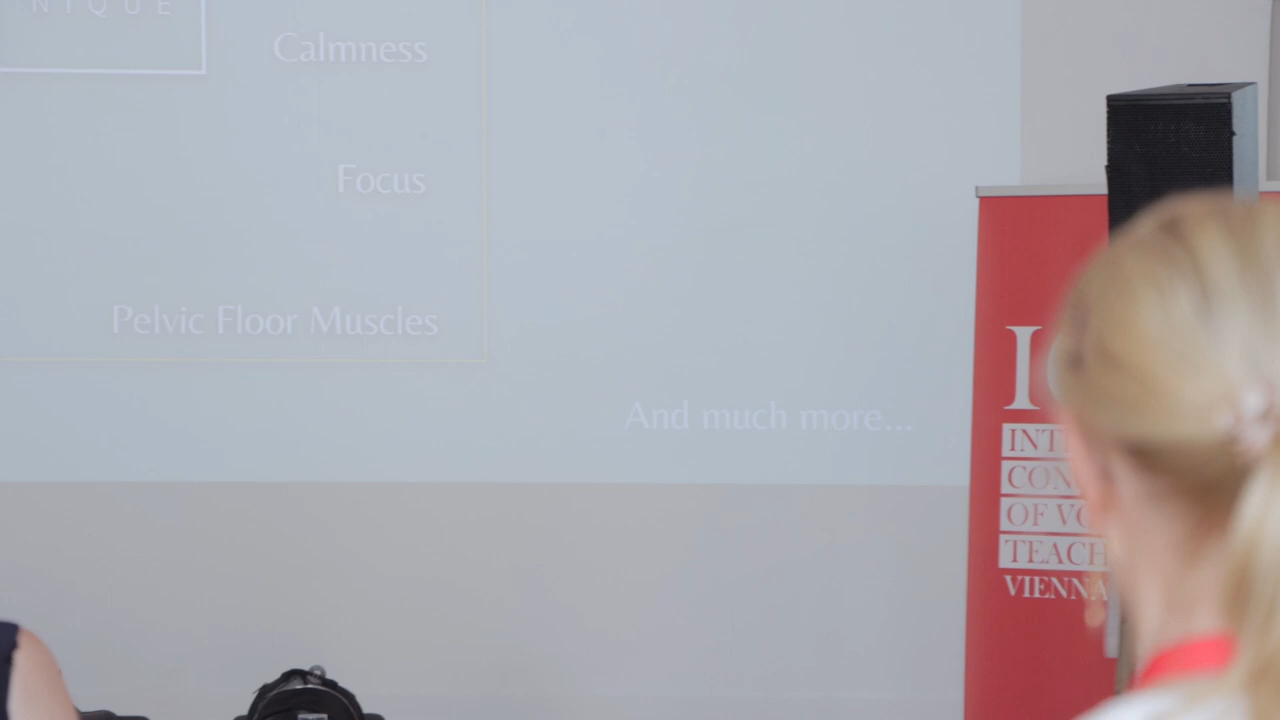 NIQUE
Calmness
Focus
Pelvic Floor Muscles
And much more...
INT
CON
OF VO
TEACH
VIENNA